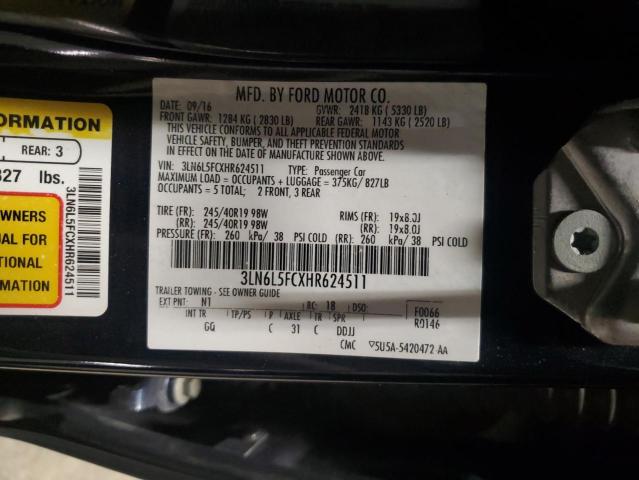 MFD. BY FORD MOTOR CO.
DATE: 09/16 GVWR: 2418 KG ( 5330 LB)
FRONT GAWR: 1284 KG ( 2830 LB) REAR GAWR: 1143 KG ( 2520 LB)
THIS VEHICLE CONFORMS TO ALL APPLICABLE FEDERAL MOTOR
VEHICLE SAFETY, BUMPER, AND THEFT PREVENTION STANDARDS
IN EFFECT ON THE DATE OF MANUFACTURE SHOWN ABOVE.
VIN: 3LN6L5FCXHR624511 TYPE: Passenger Car
MAXIMUM LOAD = OCCUPANTS + LUGGAGE = 375KG/ 827LB
OCCUPANTS = 5 TOTAL; 2 FRONT, 3 REAR
TIRE (FR): 245/40R19 98W RIMS (FR): 19x8.0J
(RR): 245/40R19 98W (RR): 19x8.0J
PRESSURE (FR): 260 kPa/ 38 PSI COLD (RR): 260 kPa/ 38 PSI COLD
3LN6L5FCXHR624511
TRAILER TOWING - SEE OWNER GUIDE
EXT PNT: N1 RC: 18 DSO: F0066
INT TR TP/PS R AXLE TR SPR R0146
GQ C 31 C DDJJ
CMC 5U5A-5420472 AA
ORMATION
REAR: 3
827 lbs.
3LN6L5FCXHR624511
OWNERS
UAL FOR
ITIONAL
RMATION